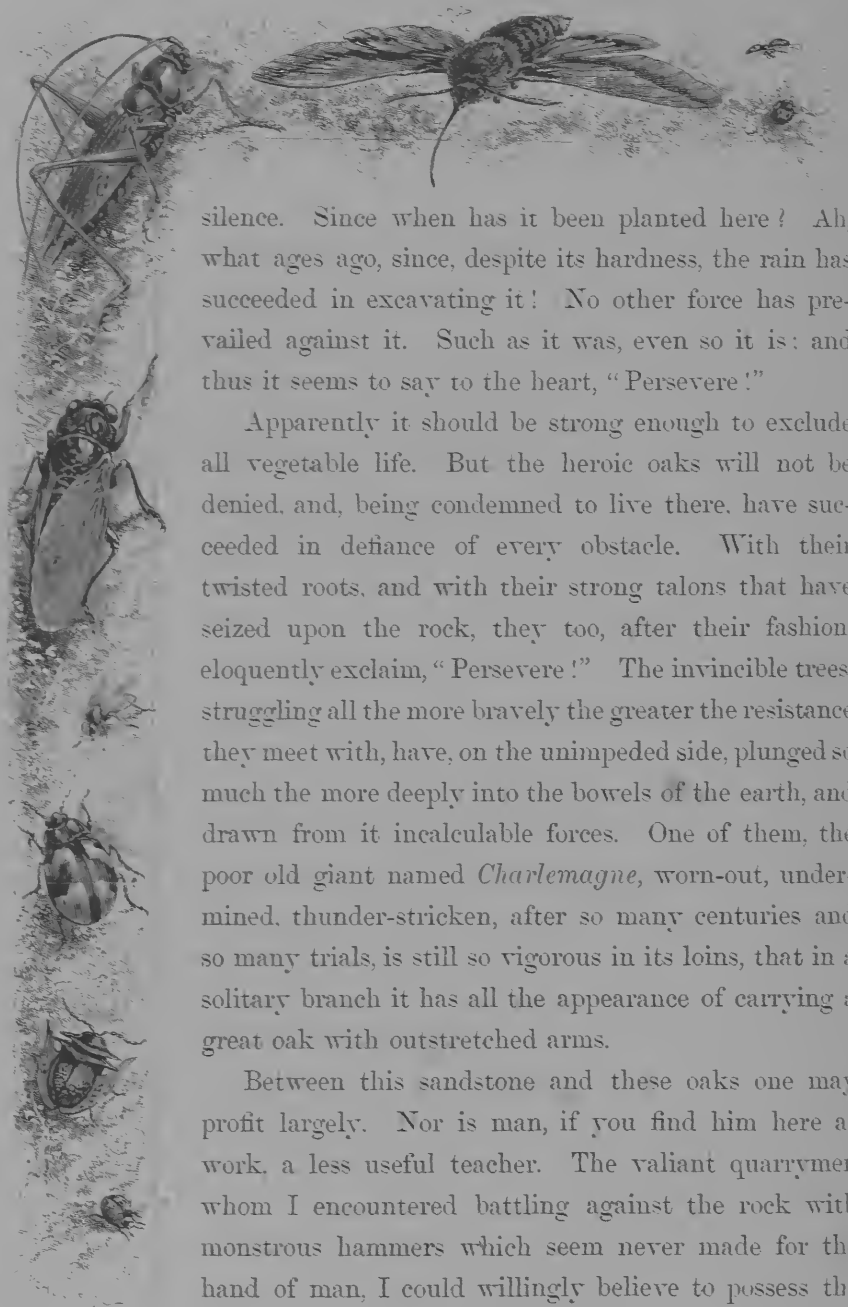 silence. Since when has it been planted here? Ah,
what ages ago, since, despite its hardness, the rain has
succeeded in excavating it! No other force has pre-
vailed against it. Such as it was, even so it is: and
thus it seems to say to the heart, "Persevere!"
Apparently it should be strong enough to exclude
all vegetable life. But the heroic oaks will not be
denied, and, being condemned to live there, have suc-
ceeded in defiance of every obstacle. With their
twisted roots, and with their strong talons that have
seized upon the rock, they too, after their fashion
eloquently exclaim, "Persevere!" The invincible trees
struggling all the more bravely the greater the resistance
they meet with, have, on the unimpeded side, plunged so
much the more deeply into the bowels of the earth, and
drawn from it incalculable forces. One of them, the
poor old giant named Charlemagne, worn-out, under-
mined, thunder-stricken, after so many centuries and
so many trials, is still so vigorous in its loins, that in a
solitary branch it has all the appearance of carrying a
great oak with outstretched arms.
Between this sandstone and these oaks one may
profit largely. Nor is man, if you find him here at
work, a less useful teacher. The valiant quarrymen
whom I encountered battling against the rock with
monstrous hammers which seem never made for the
hand of man, I could willingly believe to possess the